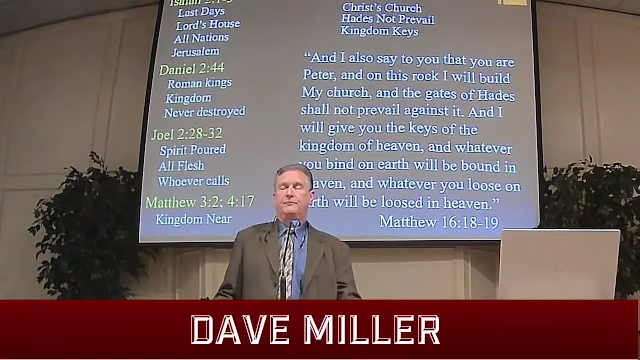 Isaiah 2:1-5
Last Days
Lord's House
All Nations
Jerusalem
Daniel 2:44
Roman kings
Kingdom
Never destroyed
Joel 2:28-32
Spirit Poured
All Flesh
Whoever calls
Matthew 3:2; 4:17
Kingdom Near
Christ's Church
Hades Not Prevail
Kingdom Keys
“And I also say to you that you are
Peter, and on this rock I will build
My church, and the gates of Hades
shall not prevail against it. And I
will give you the keys of the
kingdom of heaven, and whatever
you bind on earth will be bound in
heaven, and whatever you loose on
earth will be loosed in heaven.”
Matthew 16:18-19
DAVE MILLER